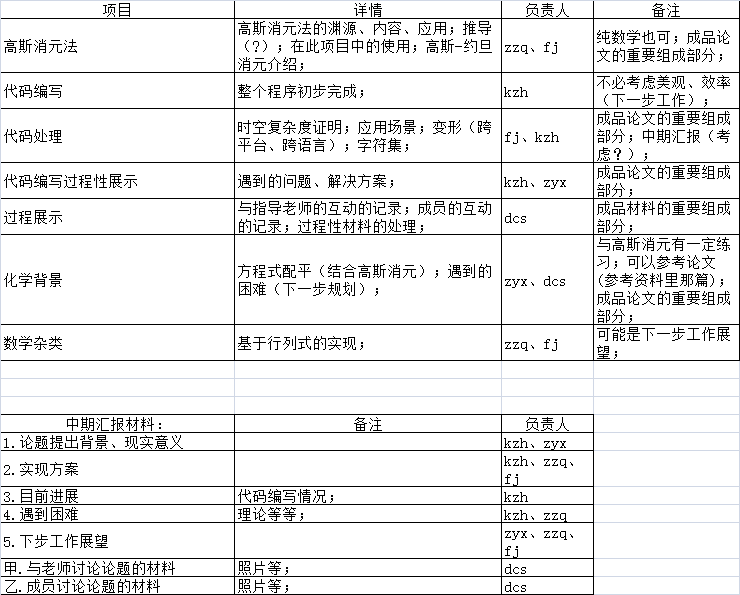 项目 详情 负责人 备注
高斯消元法 高斯消元法的渊源、内容、应用；推导
（?）；在此项目中的使用；高斯-约旦
消元介绍； zzq、fj 纯数学也可；成品论
文的重要组成部分；
代码编写 整个程序初步完成； kzh 不必考虑美观、效率
（下一步工作）；
代码处理 时空复杂度证明；应用场景；变形（跨
平台、跨语言）；字符集； fj、kzh 成品论文的重要组成
部分；中期汇报（考
虑？）；
代码编写过程性展示 遇到的问题、解决方案； kzh、zyx 成品论文的重要组成
部分；
过程展示 与指导老师的互动的记录；成员的互动
的记录；过程性材料的处理； dcs 成品材料的重要组成
部分；
化学背景 方程式配平（结合高斯消元）；遇到的
困难（下一步规划）； zyx、dcs 与高斯消元有一定练
习；可以参考论文
(参考资料里那篇)；
成品论文的重要组成
部分；
数学杂类 基于行列式的实现； zzq、fj 可能是下一步工作展
望；
中期汇报材料： 备注 负责人
1.论题提出背景、现实意义 kzh、zyx
2.实现方案 kzh、zzq、
fj
3.目前进展 代码编写情况； kzh
4.遇到困难 理论等等； kzh、zzq
5.下步工作展望 zyx、zzq、
fj
甲.与老师讨论论题的材料 照片等； dcs
乙.成员讨论论题的材料 照片等； dcs